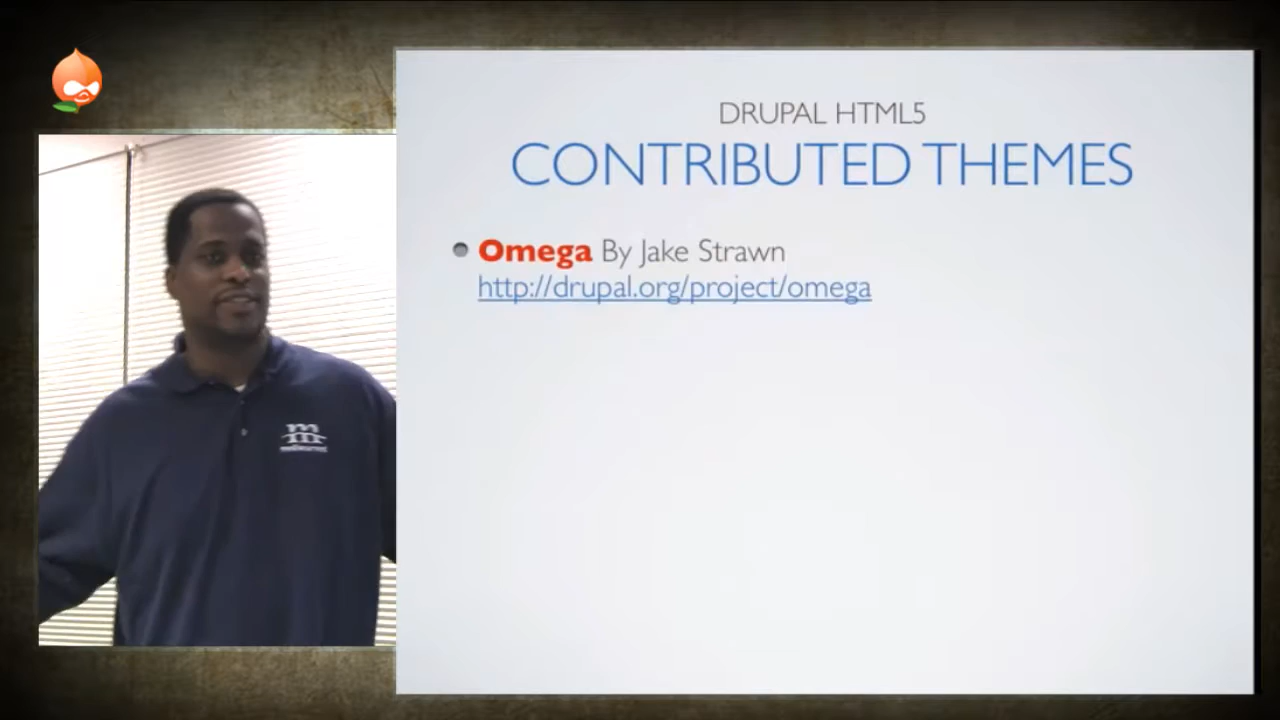 DRUPAL HTML5
CONTRIBUTED THEMES
Omega By Jake Strawn
http://drupal.org/project/omega
m